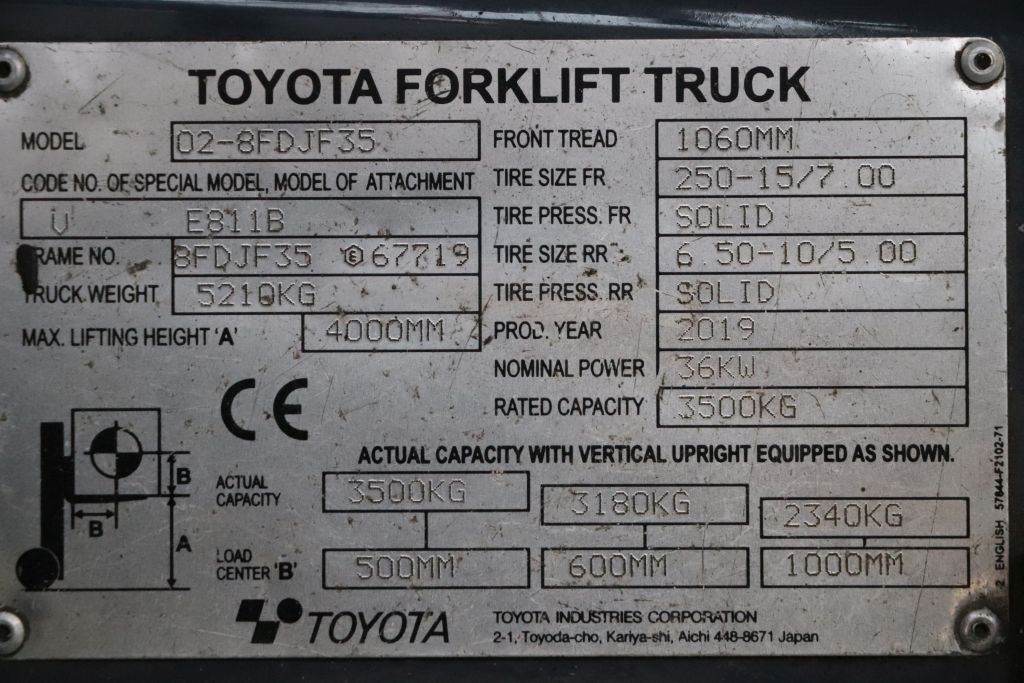 TOYOTA FORKLIFT TRUCK
MODEL 02-8FDJF35
CODE NO. OF SPECIAL MODEL, MODEL OF ATTACHMENT
V E811B
FRAME NO. 8FDJF35 E 67719
TRUCK WEIGHT 5210KG
MAX. LIFTING HEIGHT 'A' 4000MM
FRONT TREAD 1060MM
TIRE SIZE FR 250-15/7.00
TIRE PRESS. FR SOLID
TIRE SIZE RR 6.50-10/5.00
TIRE PRESS. RR SOLID
PROD. YEAR 2019
NOMINAL POWER 36KW
RATED CAPACITY 3500KG
CE
B
B
A
ACTUAL CAPACITY WITH VERTICAL UPRIGHT EQUIPPED AS SHOWN.
ACTUAL CAPACITY 3500KG 3180KG 2340KG
LOAD CENTER 'B' 500MM 600MM 1000MM
TOYOTA
TOYOTA INDUSTRIES CORPORATION
2-1, Toyoda-cho, Kariya-shi, Aichi 448-8671 Japan
2 ENGLISH 57844-F2102-71